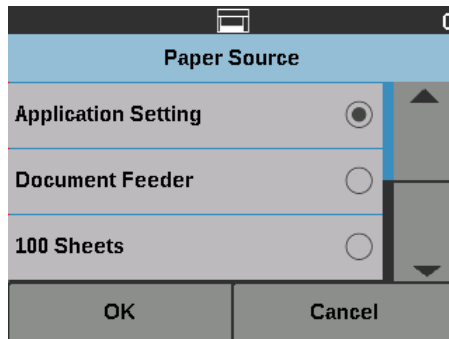 Paper Source
Application Setting
Document Feeder
100 Sheets
OK
Cancel